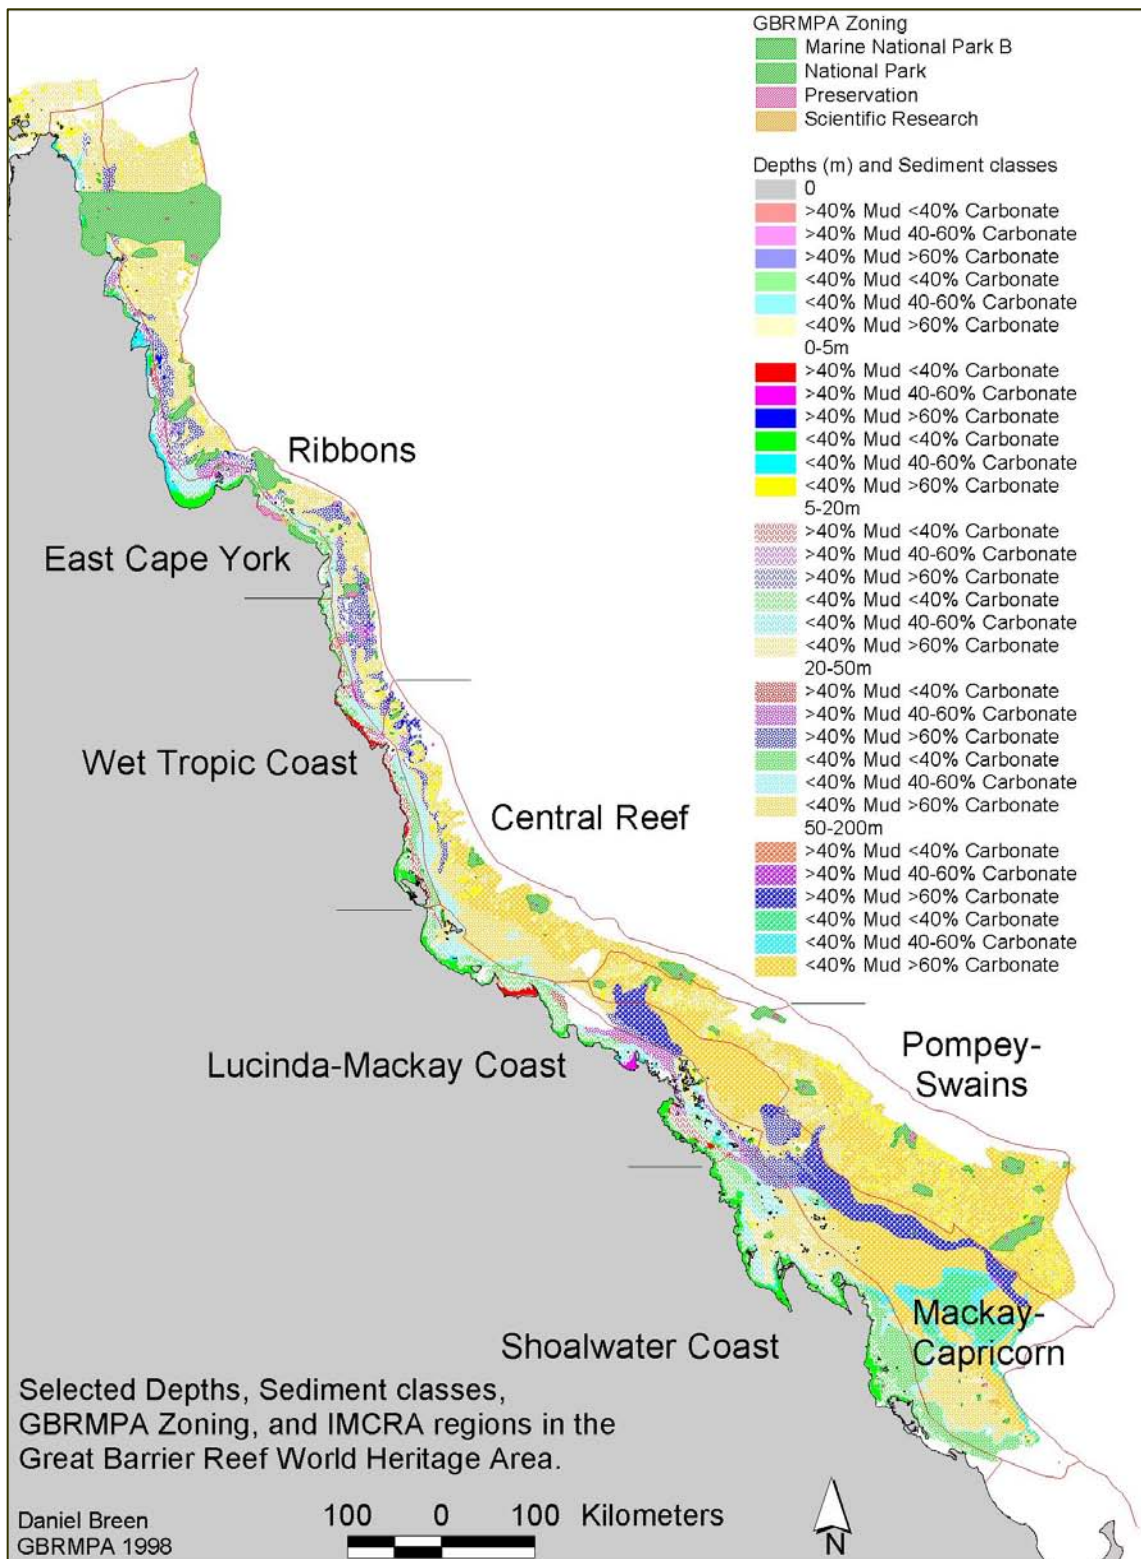 GBRMPA Zoning
Marine National Park B
National Park
Preservation
Scientific Research
Depths (m) and Sediment classes
0
>40% Mud <40% Carbonate
>40% Mud 40-60% Carbonate
>40% Mud >60% Carbonate
<40% Mud <40% Carbonate
<40% Mud 40-60% Carbonate
<40% Mud >60% Carbonate
0-5m
>40% Mud <40% Carbonate
>40% Mud 40-60% Carbonate
>40% Mud >60% Carbonate
<40% Mud <40% Carbonate
<40% Mud 40-60% Carbonate
<40% Mud >60% Carbonate
5-20m
>40% Mud <40% Carbonate
>40% Mud 40-60% Carbonate
>40% Mud >60% Carbonate
<40% Mud <40% Carbonate
<40% Mud 40-60% Carbonate
<40% Mud >60% Carbonate
20-50m
>40% Mud <40% Carbonate
>40% Mud 40-60% Carbonate
>40% Mud >60% Carbonate
<40% Mud <40% Carbonate
<40% Mud 40-60% Carbonate
<40% Mud >60% Carbonate
50-200m
>40% Mud <40% Carbonate
>40% Mud 40-60% Carbonate
>40% Mud >60% Carbonate
<40% Mud <40% Carbonate
<40% Mud 40-60% Carbonate
<40% Mud >60% Carbonate
Ribbons
East Cape York
Wet Tropic Coast
Central Reef
Lucinda-Mackay Coast
Pompey-
Swains
Shoalwater Coast
Mackay-
Capricorn
Selected Depths, Sediment classes,
GBRMPA Zoning, and IMCRA regions in the
Great Barrier Reef World Heritage Area.
Daniel Breen
GBRMPA 1998
100 0 100 Kilometers
N